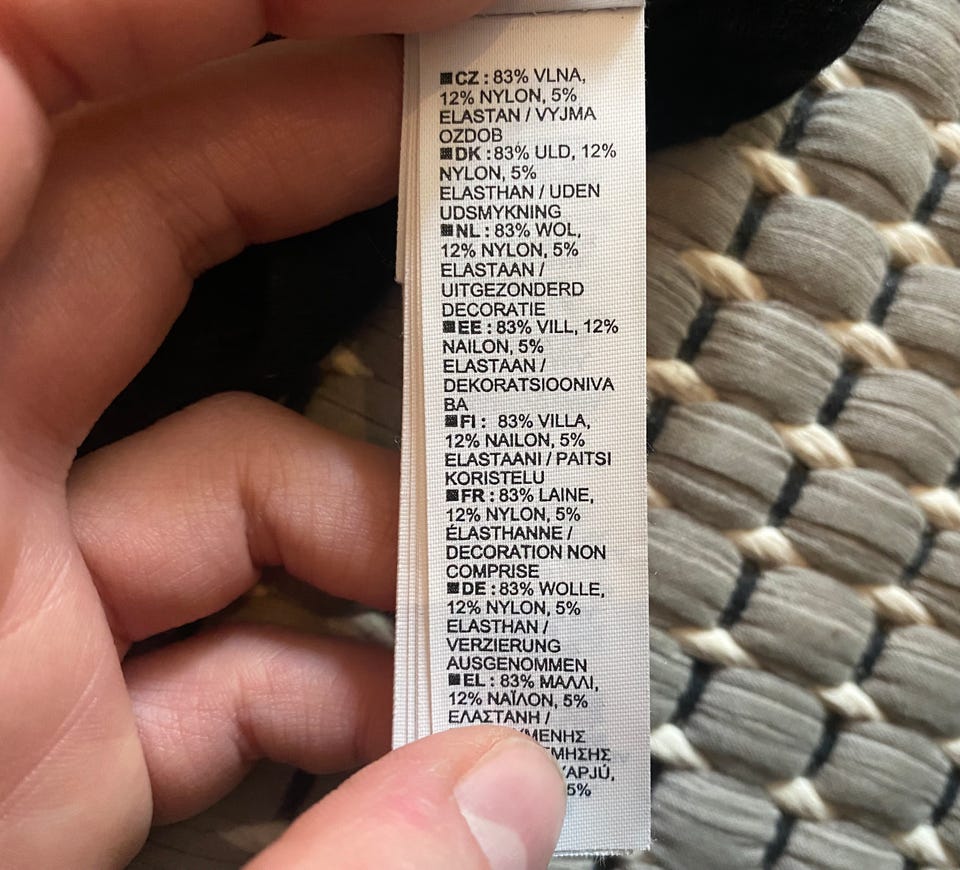 ■CZ : 83% VLNA,
12% NYLON, 5%
ELASTAN / VYJMA
OZDOB
■DK : 83% ULD, 12%
NYLON, 5%
ELASTHAN / UDEN
UDSMYKNING
■NL : 83% WOL,
12% NYLON, 5%
ELASTAAN /
UITGEZONDERD
DECORATIE
■EE : 83% VILL, 12%
NAILON, 5%
ELASTAAN /
DEKORATSIOONIVA
BA
■FI : 83% VILLA,
12% NAILON, 5%
ELASTAANI / PAITSI
KORISTELU
■FR : 83% LAINE,
12% NYLON, 5%
ÉLASTHANNE /
DECORATION NON
COMPRISE
■DE : 83% WOLLE,
12% NYLON, 5%
ELASTHAN /
VERZIERUNG
AUSGENOMMEN
■EL : 83% ΜΑΛΛΙ,
12% ΝΑΪΛΟΝ, 5%
ΕΛΑΣΤΑΝΗ /
5%